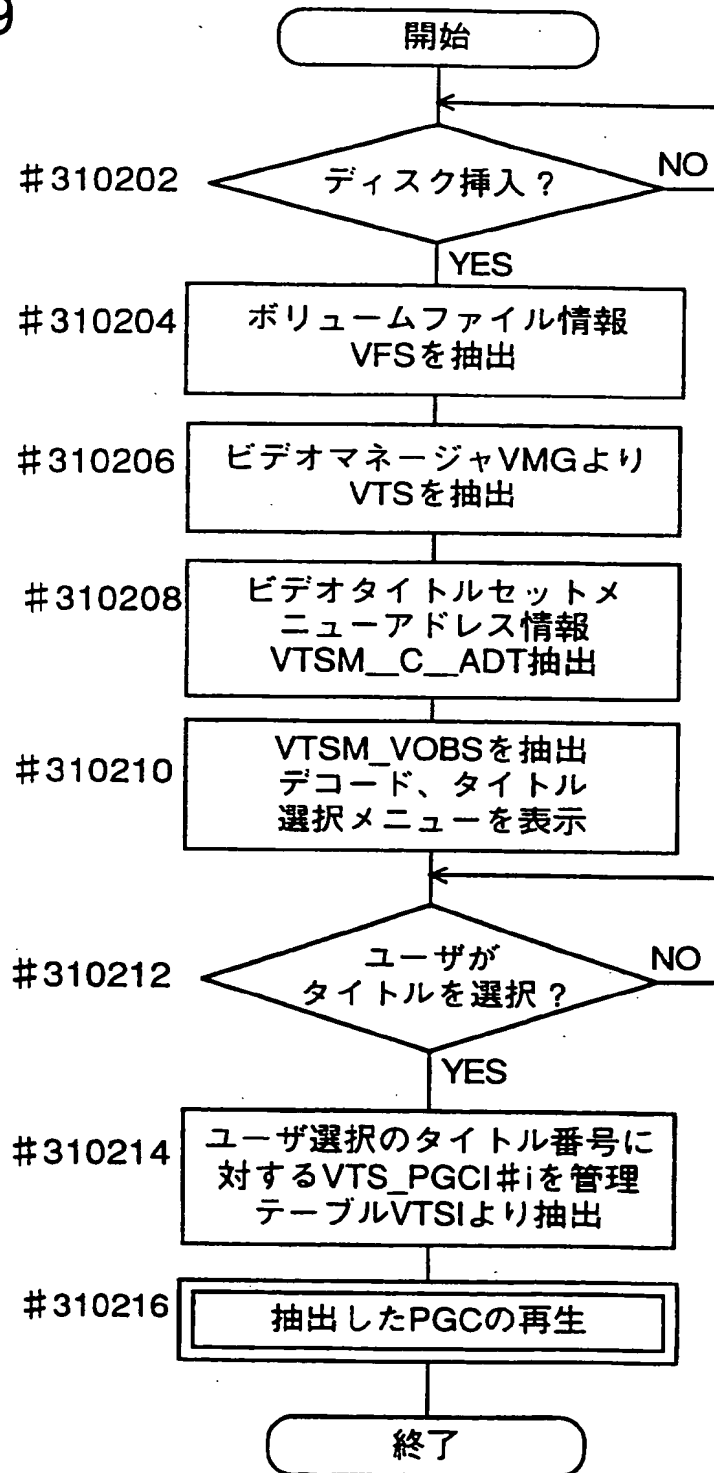 9
開始
#310202
ディスク挿入?
NO
YES
#310204
ボリュームファイル情報
VFSを抽出
#310206
ビデオマネージャVMGより
VTSを抽出
#310208
ビデオタイトルセットメ
ニューアドレス情報
VTSM__C__ADT抽出
#310210
VTSM_VOBSを抽出
デコード、タイトル
選択メニューを表示
#310212
ユーザが
タイトルを選択?
NO
YES
#310214
ユーザ選択のタイトル番号に
対するVTS_PGCI#iを管理
テーブルVTSIより抽出
#310216
抽出したPGCの再生
終了